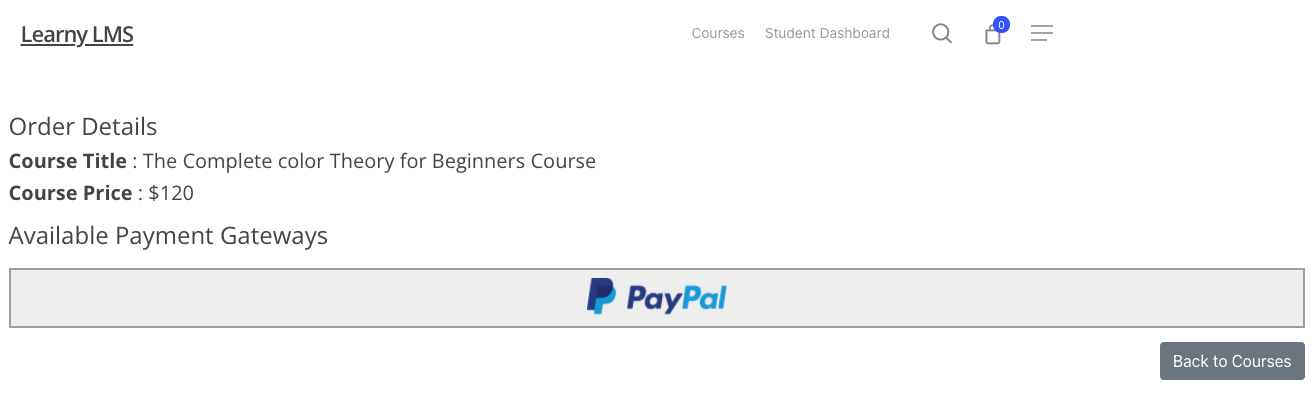 Learny LMS
Courses Student Dashboard 0
Order Details
Course Title : The Complete color Theory for Beginners Course
Course Price : $120
Available Payment Gateways
PayPal
Back to Courses